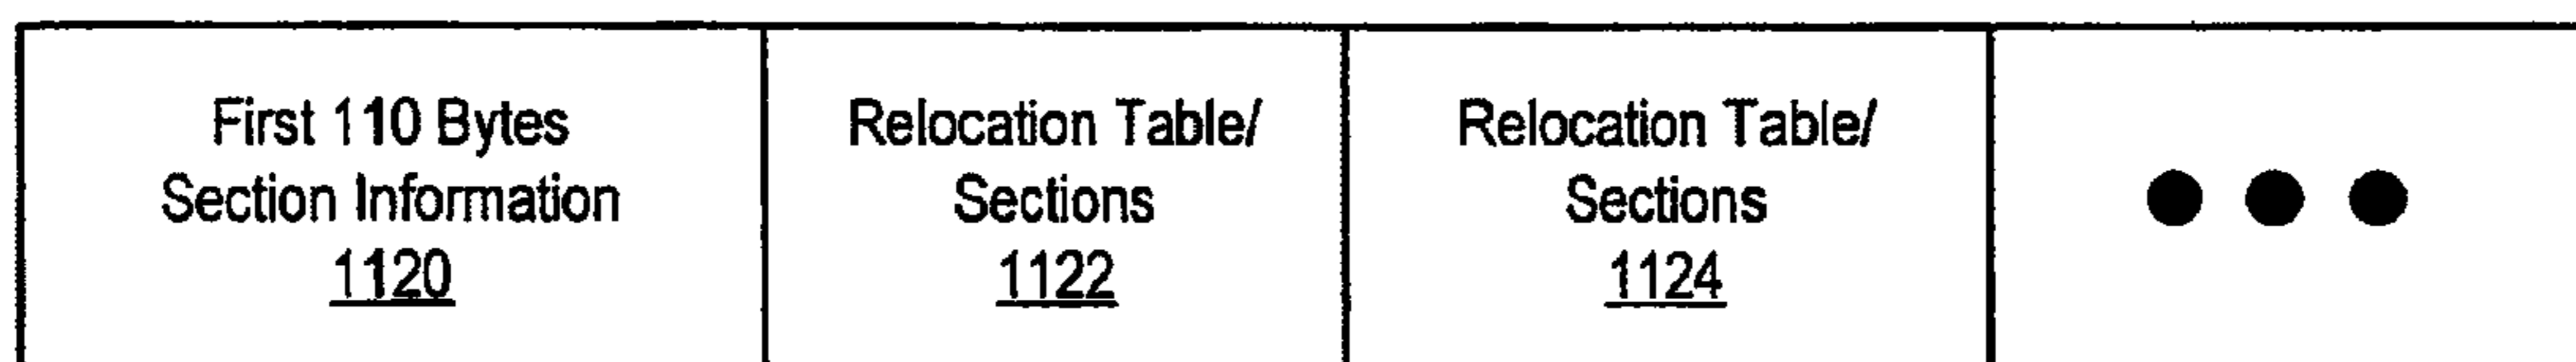 First 110 Bytes
Section Information
1120
Relocation Table/
Sections
1122
Relocation Table/
Sections
1124